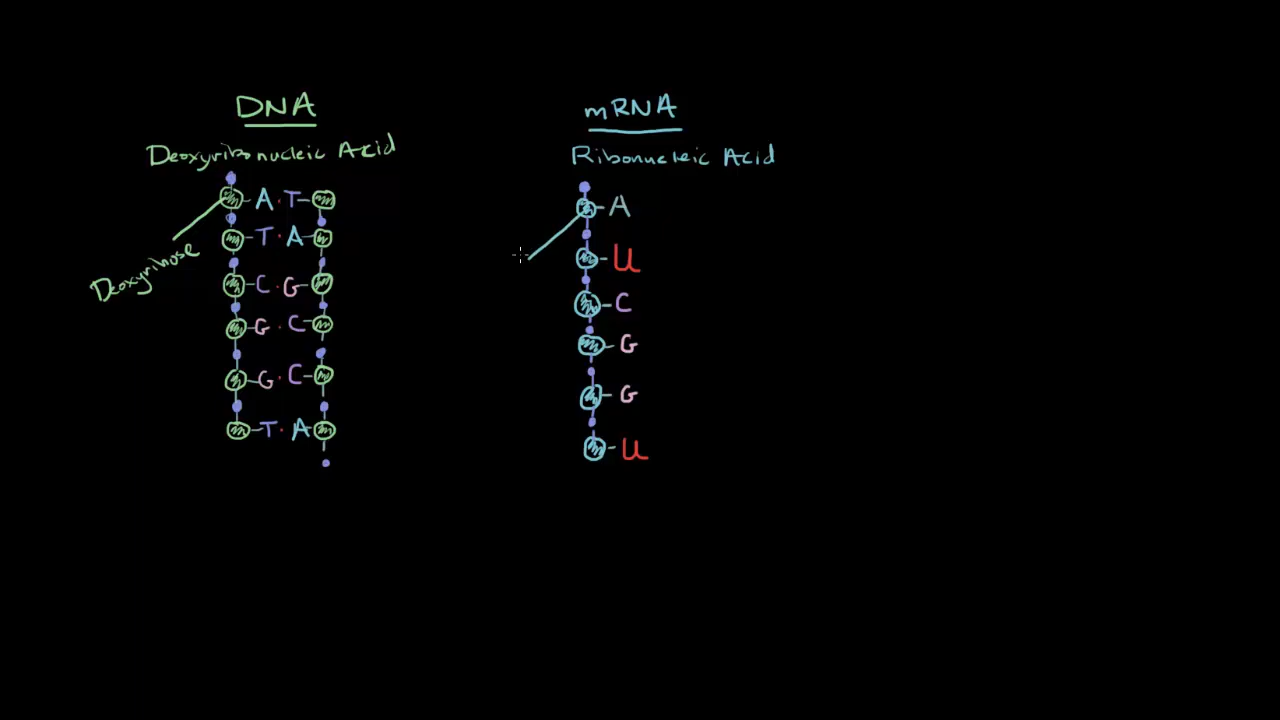 DNA
Deoxyribonucleic Acid
A · T
T · A
C · G
G · C
G · C
T · A
Deoxyribose
mRNA
Ribonucleic Acid
A
U
C
G
G
U